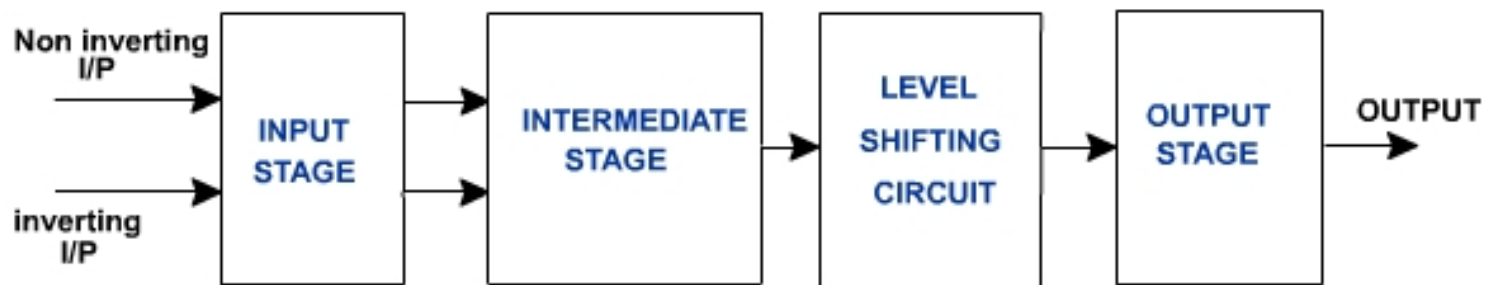 Non inverting
I/P
inverting
I/P
INPUT
STAGE
INTERMEDIATE
STAGE
LEVEL
SHIFTING
CIRCUIT
OUTPUT
STAGE
OUTPUT